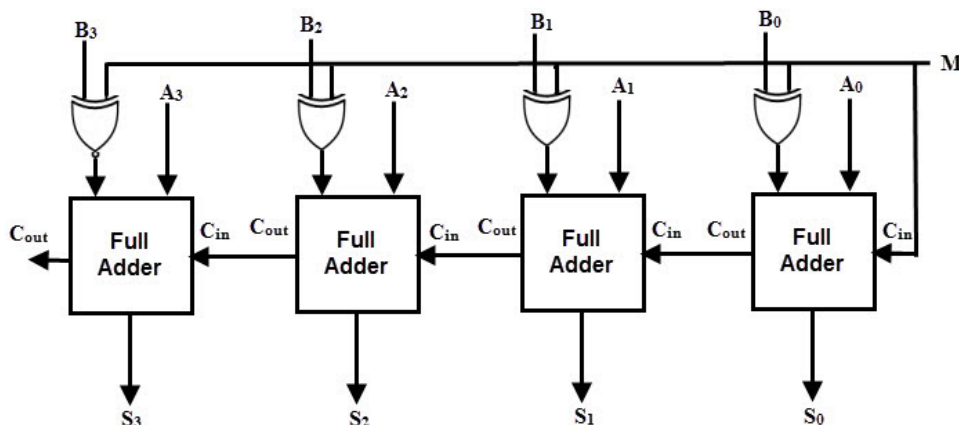 B3 B2 B1 B0
M
A3 A2 A1 A0
Cout Full Adder Cin Cout Full Adder Cin Cout Full Adder Cin Cout Full Adder Cin
S3 S2 S1 S0